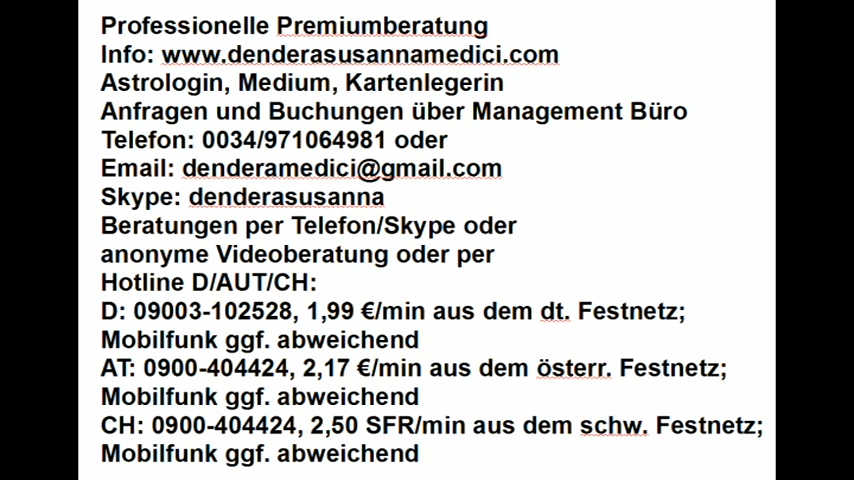 Professionelle Premiumberatung
Info: www.denderasusannamedici.com
Astrologin, Medium, Kartenlegerin
Anfragen und Buchungen über Management Büro
Telefon: 0034/971064981 oder
Email: denderamedici@gmail.com
Skype: denderasusanna
Beratungen per Telefon/Skype oder
anonyme Videoberatung oder per
Hotline D/AUT/CH:
D: 09003-102528, 1,99 €/min aus dem dt. Festnetz;
Mobilfunk ggf. abweichend
AT: 0900-404424, 2,17 €/min aus dem österr. Festnetz;
Mobilfunk ggf. abweichend
CH: 0900-404424, 2,50 SFR/min aus dem schw. Festnetz;
Mobilfunk ggf. abweichend